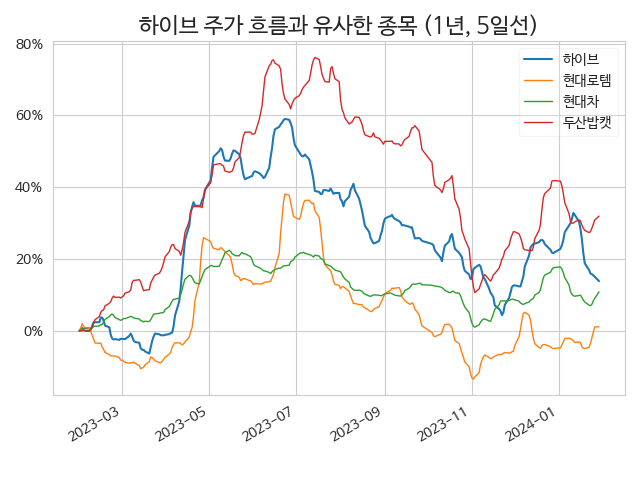 하이브 주가 흐름과 유사한 종목 (1년, 5일선)
80%
60%
40%
20%
0%
하이브
현대로템
현대차
두산밥캣
2023-03
2023-05
2023-07
2023-09
2023-11
2024-01